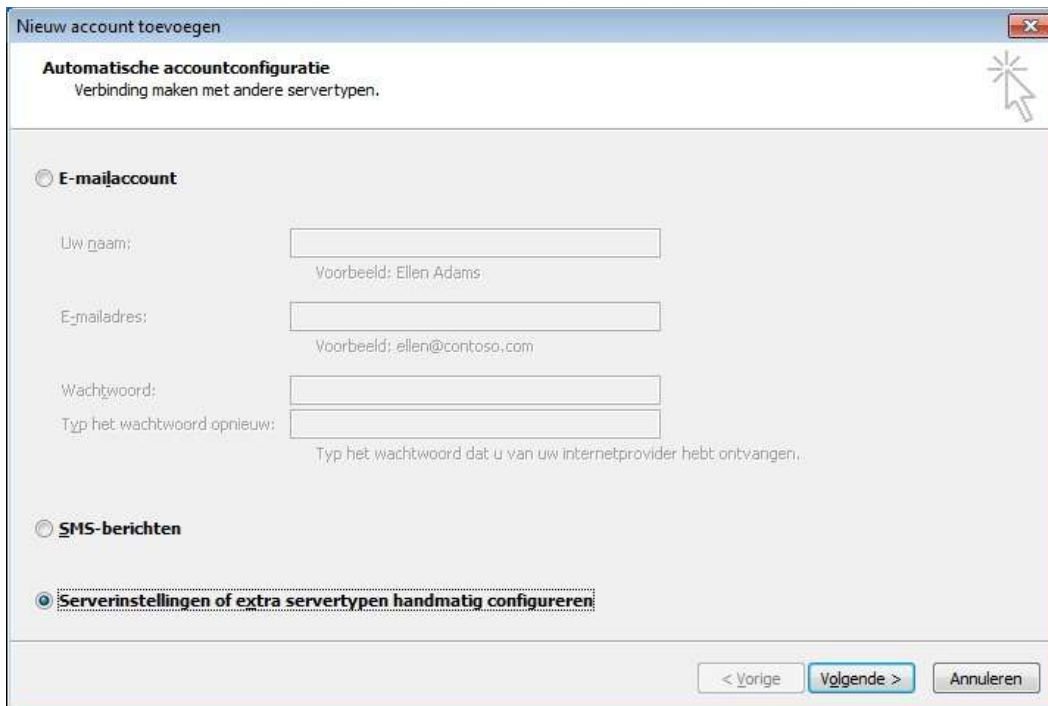 Nieuw account toevoegen
Automatische accountconfiguratie
Verbinding maken met andere servertypen.
E-mailaccount
Uw naam:
Voorbeeld: Ellen Adams
E-mailadres:
Voorbeeld: ellen@contoso.com
Wachtwoord:
Typ het wachtwoord opnieuw:
Typ het wachtwoord dat u van uw internetprovider hebt ontvangen.
SMS-berichten
Serverinstellingen of extra servertypen handmatig configureren
< Vorige Volgende > Annuleren